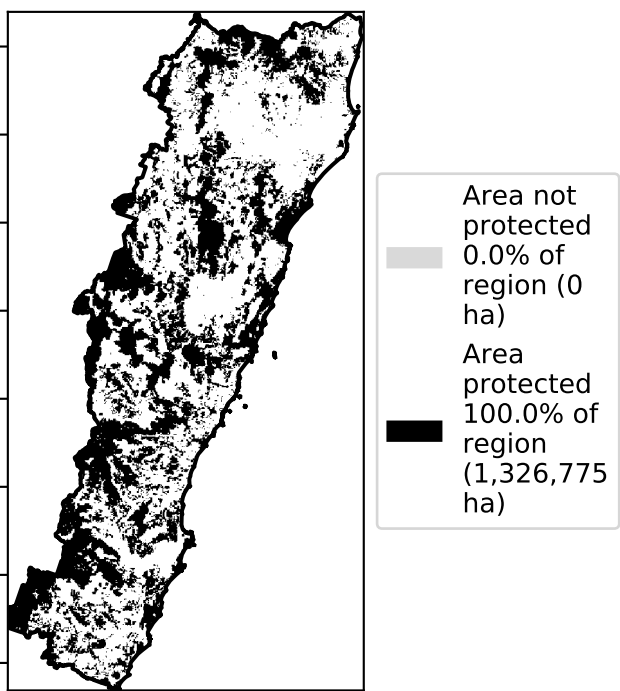 Area not
protected
0.0% of
region (0
ha)
Area
protected
100.0% of
region
(1,326,775
ha)